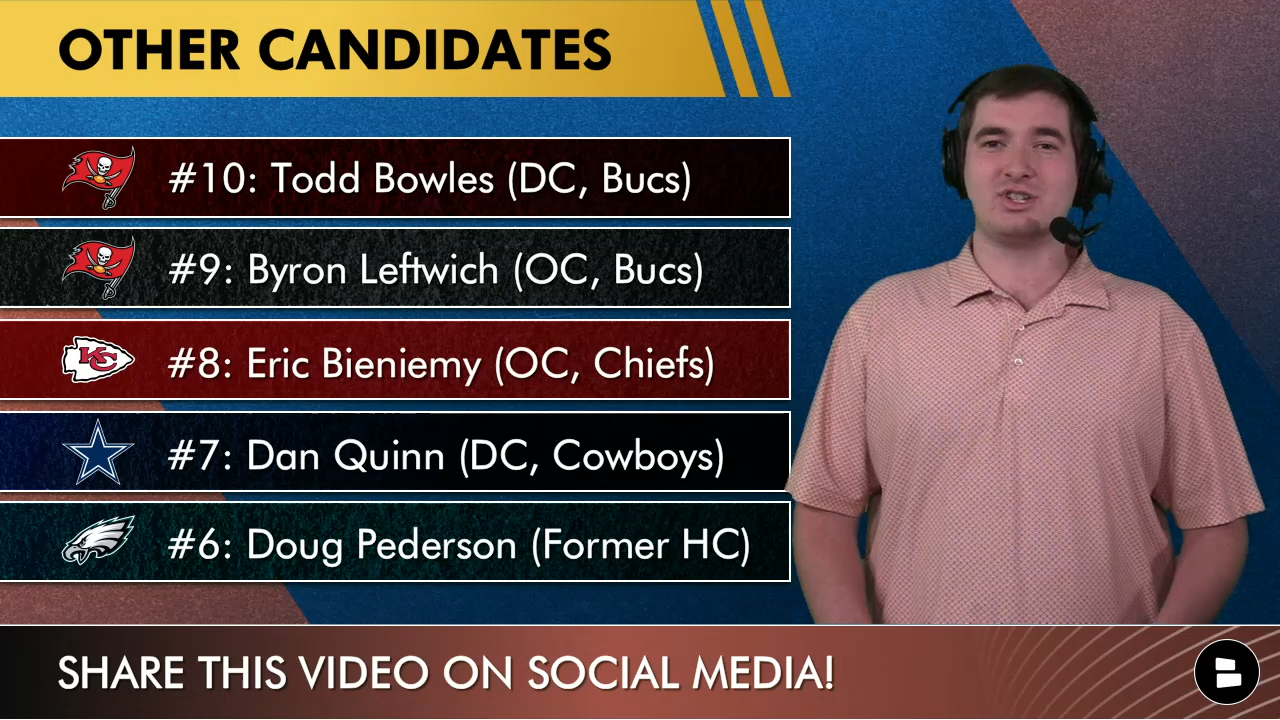 OTHER CANDIDATES
#10: Todd Bowles (DC, Bucs)
#9: Byron Leftwich (OC, Bucs)
KC
#8: Eric Bieniemy (OC, Chiefs)
#7: Dan Quinn (DC, Cowboys)
#6: Doug Pederson (Former HC)
SHARE THIS VIDEO ON SOCIAL MEDIA!